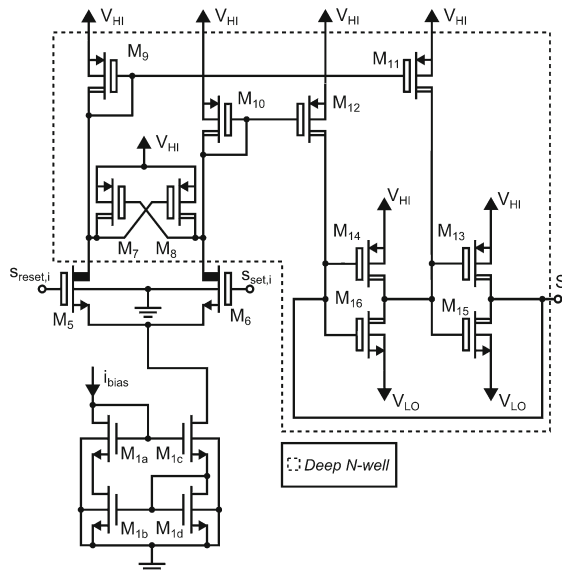 V_HI V_HI V_HI V_HI
M_9 M_11
M_10 M_12
V_HI
M_14 V_HI M_13 V_HI
M_7 M_8
s_reset,i s_set,i
M_5 M_6
M_16 M_15 S
i_bias
V_LO V_LO
M_1a M_1c
Deep N-well
M_1b M_1d